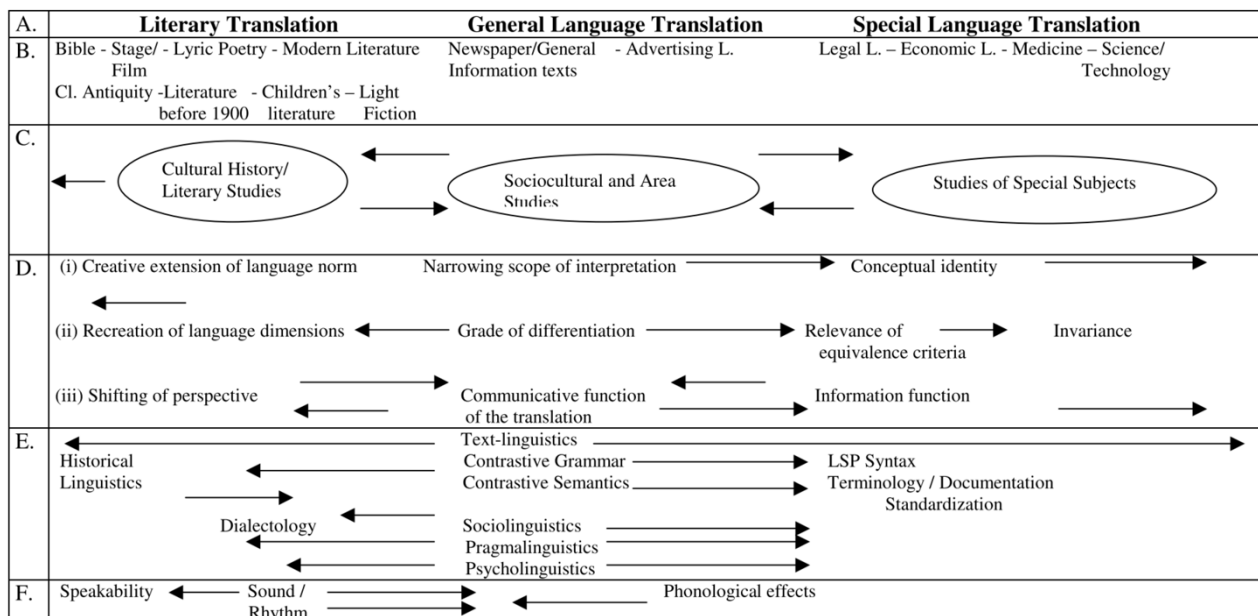 A. Literary Translation General Language Translation Special Language Translation
B. Bible - Stage/ - Lyric Poetry - Modern Literature Newspaper/General - Advertising L. Legal L. – Economic L. - Medicine – Science/
Film Information texts Technology
Cl. Antiquity -Literature - Children's – Light
before 1900 literature Fiction
C. Cultural History/
Literary Studies
Sociocultural and Area
Studies
Studies of Special Subjects
D. (i) Creative extension of language norm Narrowing scope of interpretation Conceptual identity
(ii) Recreation of language dimensions Grade of differentiation Relevance of Invariance
equivalence criteria
(iii) Shifting of perspective Communicative function Information function
of the translation
E. Text-linguistics
Historical Contrastive Grammar LSP Syntax
Linguistics Contrastive Semantics Terminology / Documentation
Standardization
Dialectology Sociolinguistics
Pragmalinguistics
Psycholinguistics
F. Speakability Sound / Phonological effects
Rhythm